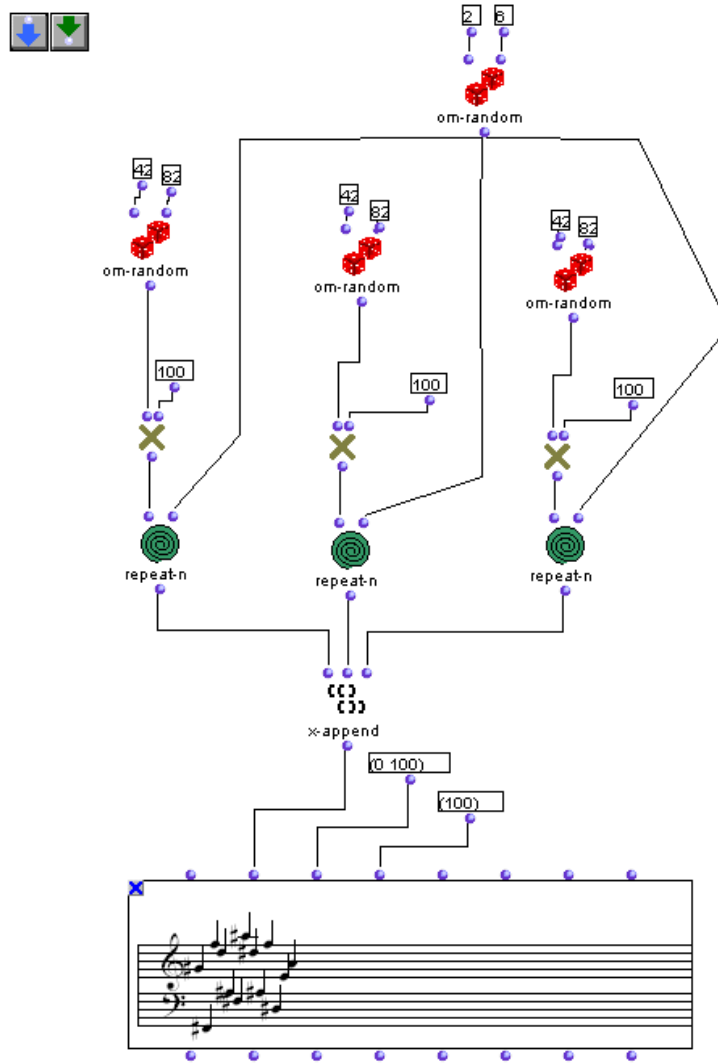 2 6
om-random
42 82
om-random
42 82
om-random
42 82
om-random
100
100
100
repeat-n
repeat-n
repeat-n
x-append
(0 100)
(100)